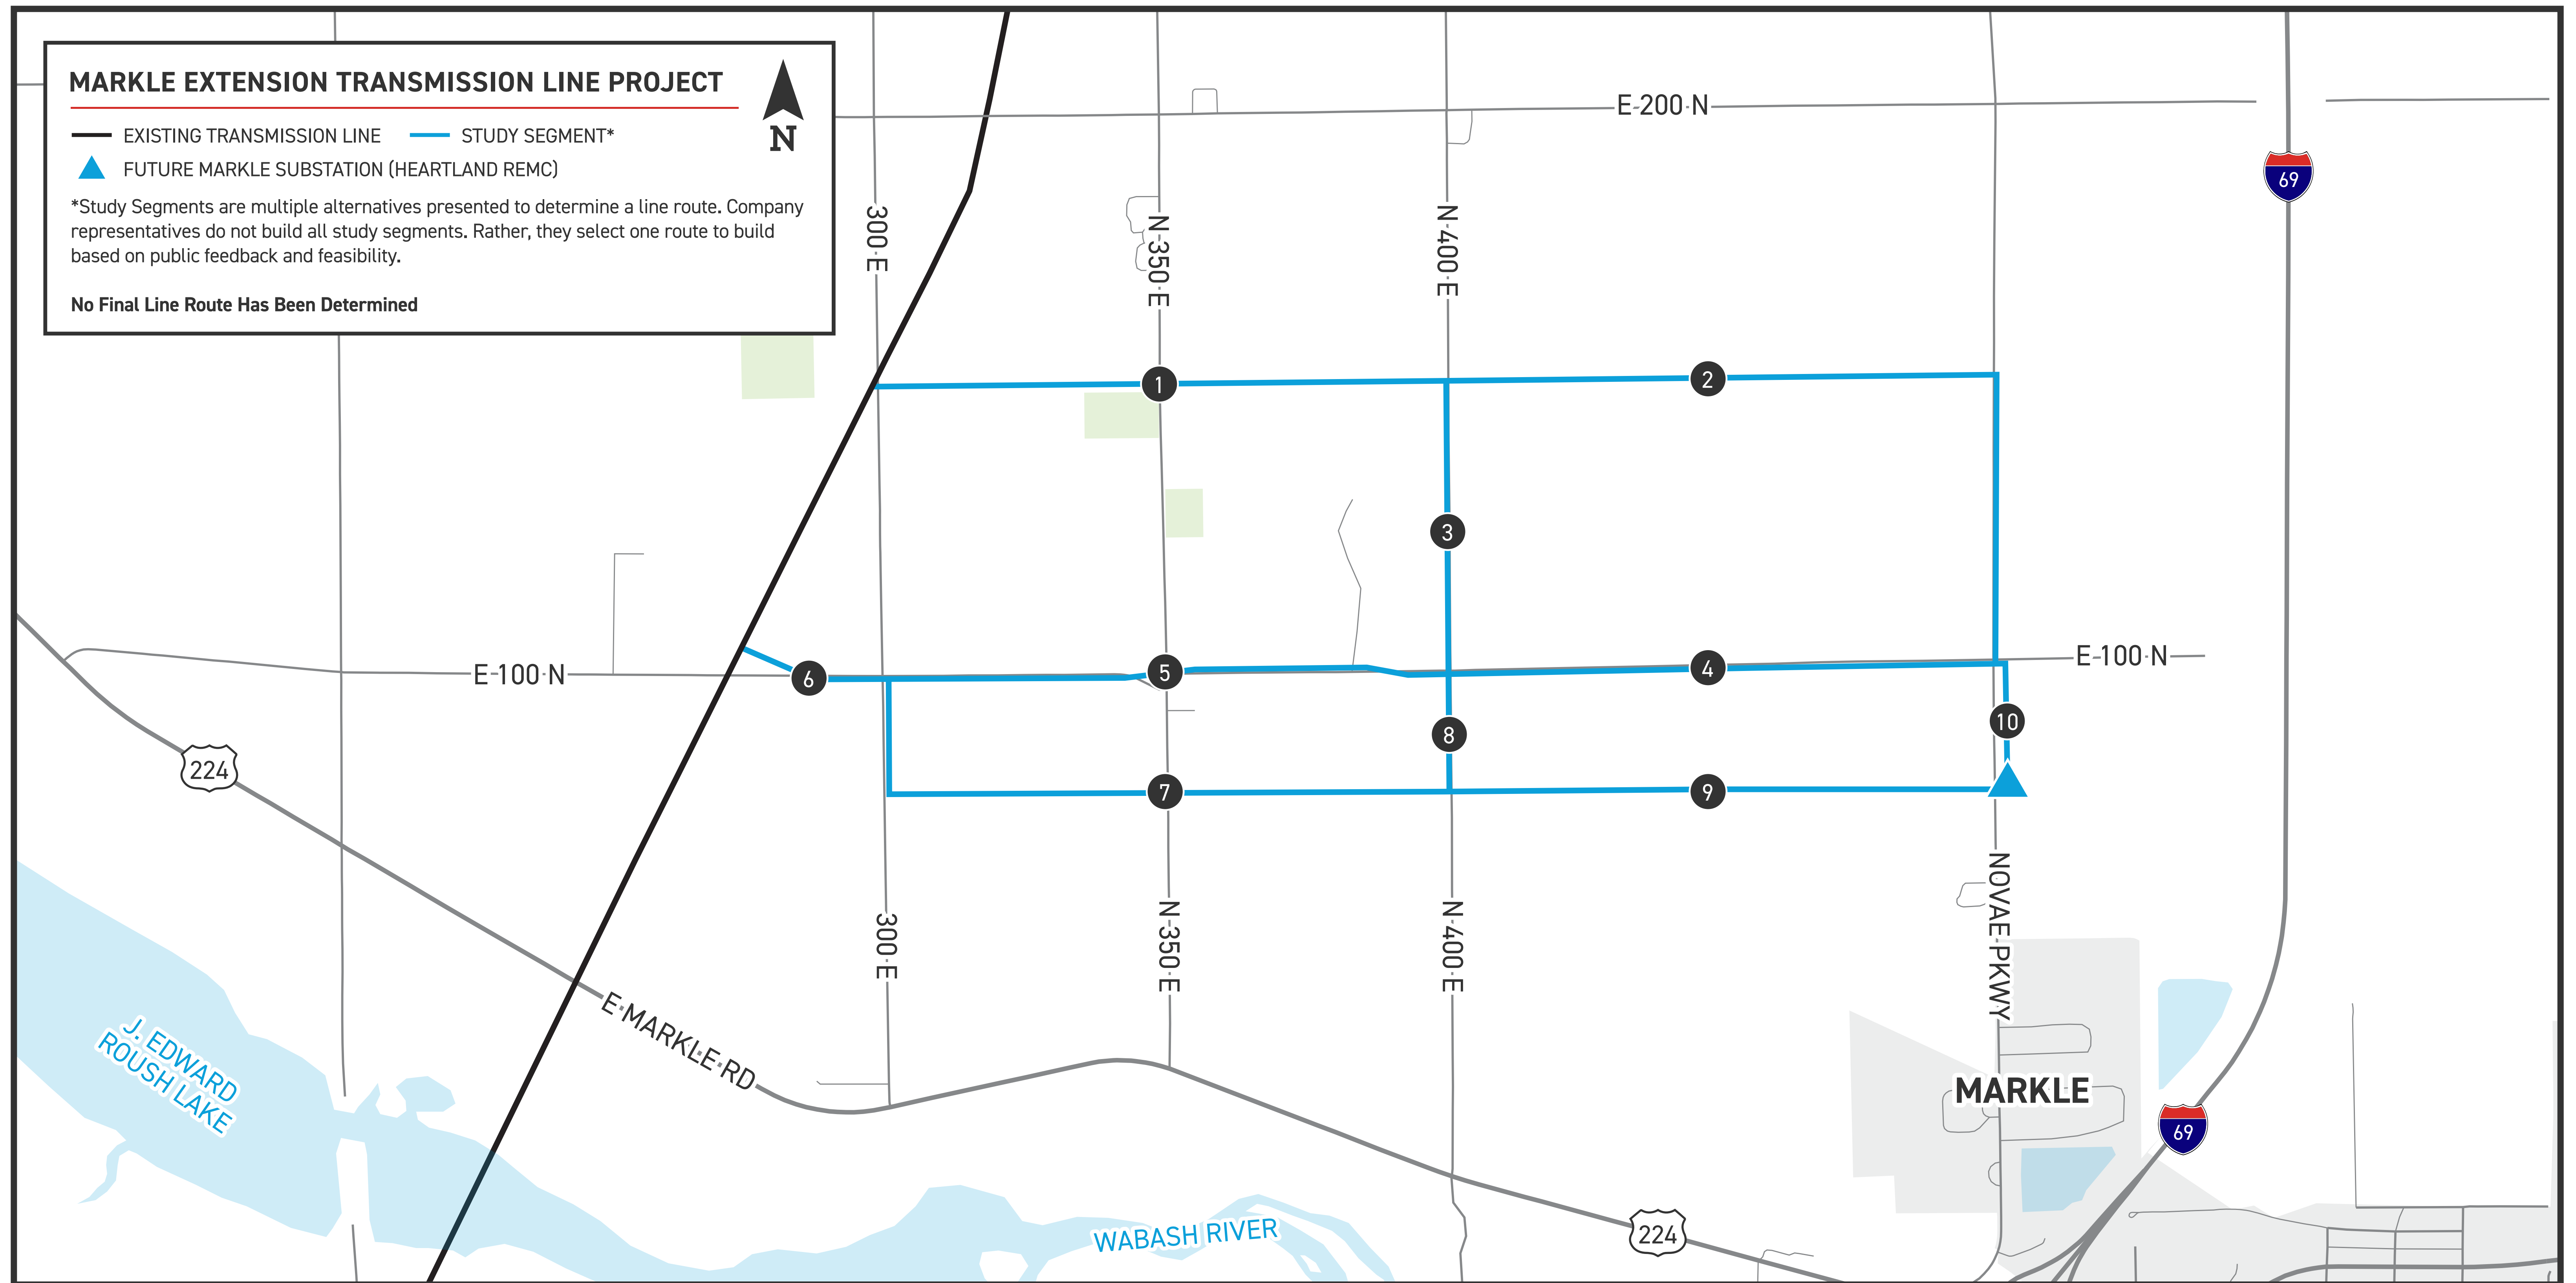 MARKLE EXTENSION TRANSMISSION LINE PROJECT
N
EXISTING TRANSMISSION LINE
STUDY SEGMENT*
FUTURE MARKLE SUBSTATION (HEARTLAND REMC)
*Study Segments are multiple alternatives presented to determine a line route. Company
representatives do not build all study segments. Rather, they select one route to build
based on public feedback and feasibility.
No Final Line Route Has Been Determined
E 200 N
69
300 E
N 350 E
N 400 E
1
2
3
E 100 N
6
5
4
E 100 N
10
8
224
7
9
300 E
N 350 E
N 400 E
NOVAE PKWY
E MARKLE RD
J. EDWARD
ROUSH LAKE
MARKLE
69
WABASH RIVER
224